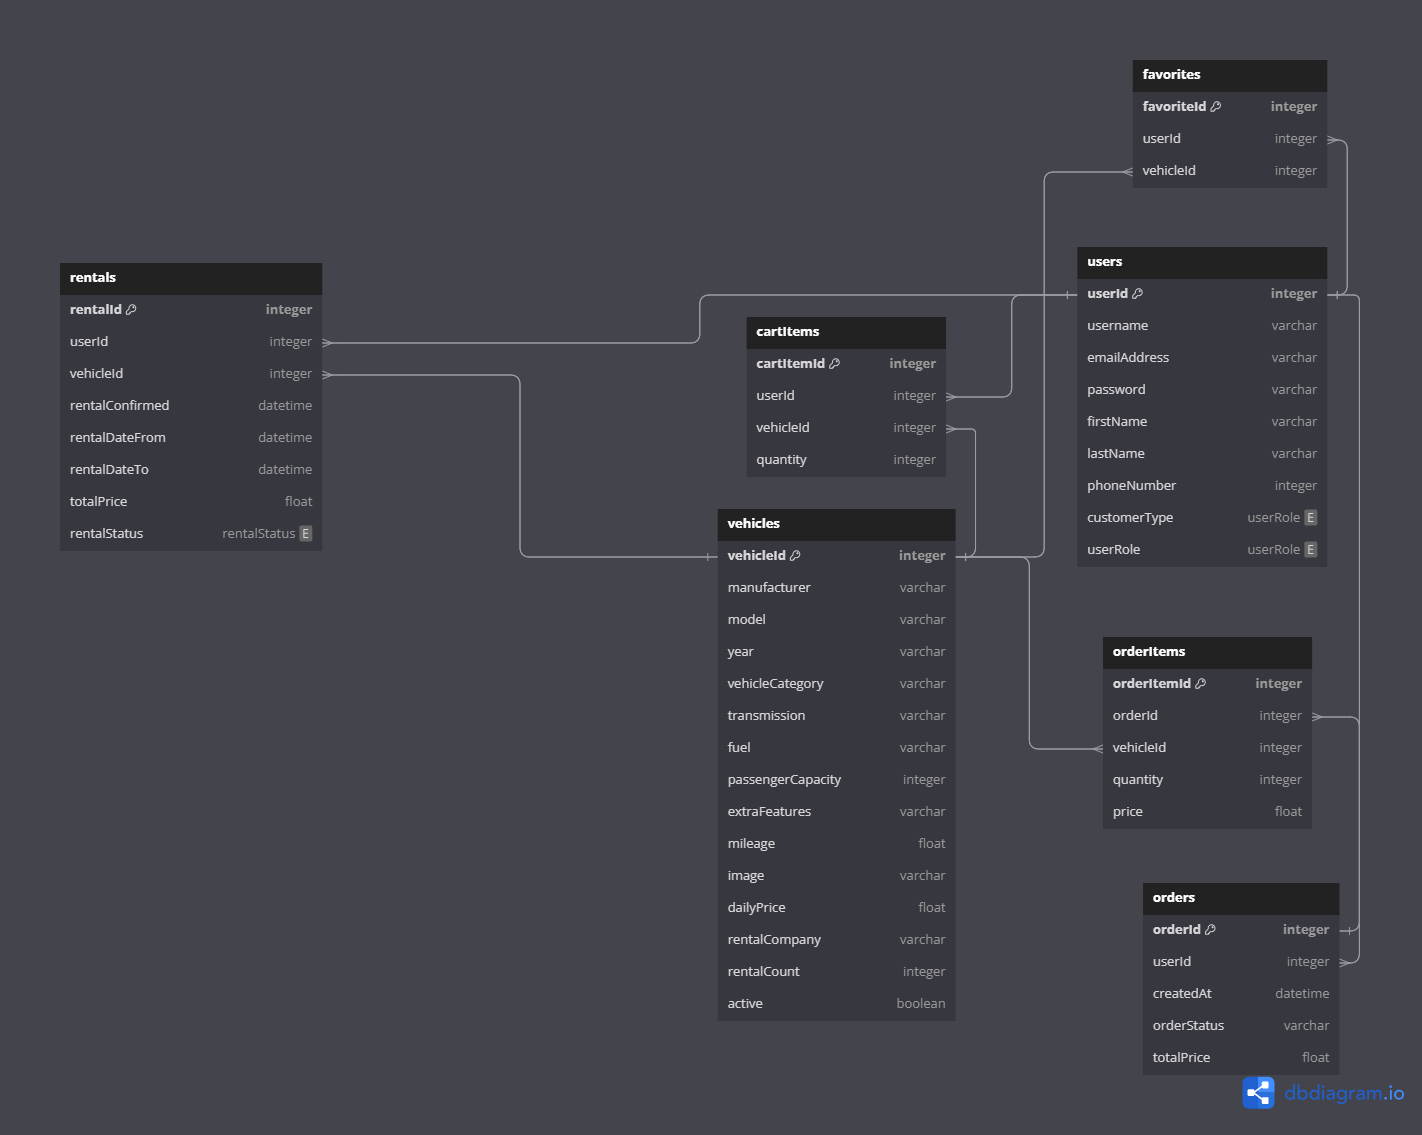 favorites
favoriteId integer
userId integer
vehicleId integer
users
userId integer
username varchar
emailAddress varchar
password varchar
firstName varchar
lastName varchar
phoneNumber integer
customerType userRole E
userRole userRole E
rentals
rentalId integer
userId integer
vehicleId integer
rentalConfirmed datetime
rentalDateFrom datetime
rentalDateTo datetime
totalPrice float
rentalStatus rentalStatus E
cartItems
cartItemId integer
userId integer
vehicleId integer
quantity integer
vehicles
vehicleId integer
manufacturer varchar
model varchar
year varchar
vehicleCategory varchar
transmission varchar
fuel varchar
passengerCapacity integer
extraFeatures varchar
mileage float
image varchar
dailyPrice float
rentalCompany varchar
rentalCount integer
active boolean
orderItems
orderItemId integer
orderId integer
vehicleId integer
quantity integer
price float
orders
orderId integer
userId integer
createdAt datetime
orderStatus varchar
totalPrice float
dbdiagram.io